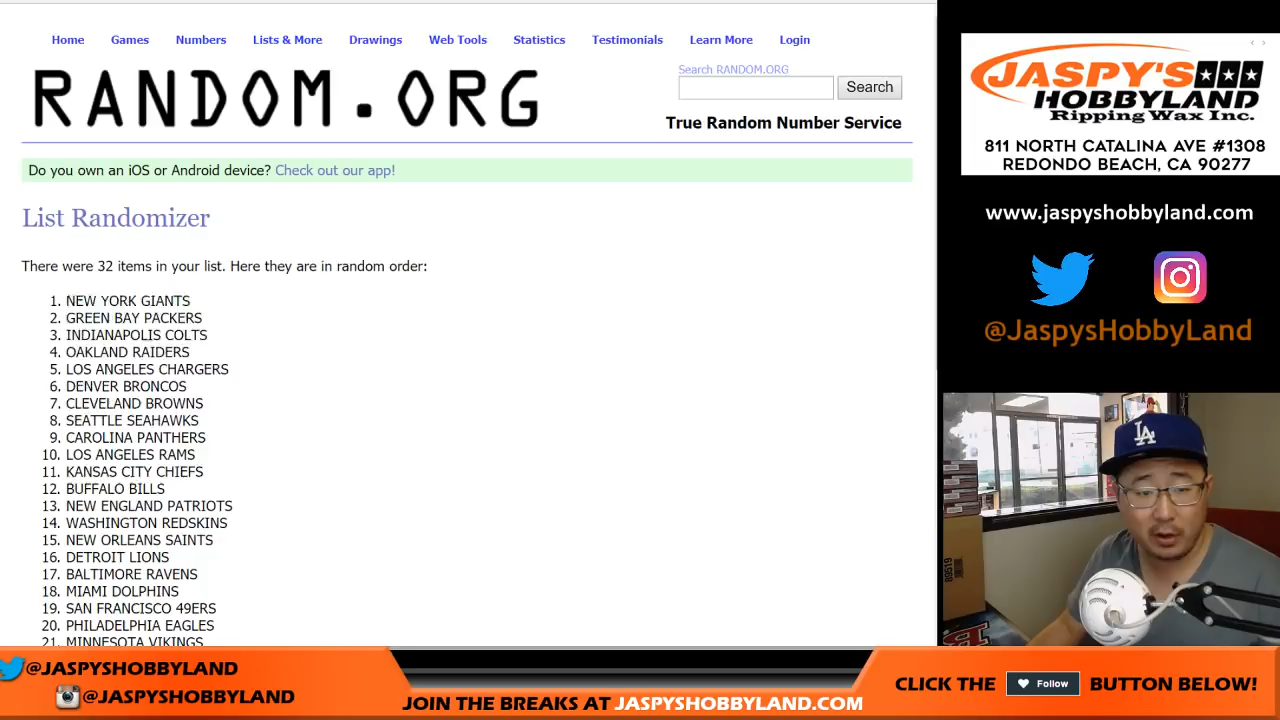 Home Games Numbers Lists & More Drawings Web Tools Statistics Testimonials Learn More Login
RANDOM.ORG
Search RANDOM.ORG
Search
True Random Number Service
Do you own an iOS or Android device? Check out our app!
List Randomizer
There were 32 items in your list. Here they are in random order:
1. NEW YORK GIANTS
2. GREEN BAY PACKERS
3. INDIANAPOLIS COLTS
4. OAKLAND RAIDERS
5. LOS ANGELES CHARGERS
6. DENVER BRONCOS
7. CLEVELAND BROWNS
8. SEATTLE SEAHAWKS
9. CAROLINA PANTHERS
10. LOS ANGELES RAMS
11. KANSAS CITY CHIEFS
12. BUFFALO BILLS
13. NEW ENGLAND PATRIOTS
14. WASHINGTON REDSKINS
15. NEW ORLEANS SAINTS
16. DETROIT LIONS
17. BALTIMORE RAVENS
18. MIAMI DOLPHINS
19. SAN FRANCISCO 49ERS
20. PHILADELPHIA EAGLES
21. MINNESOTA VIKINGS
JASPY'S
HOBBYLAND
Ripping Wax Inc.
811 NORTH CATALINA AVE #1308
REDONDO BEACH, CA 90277
www.jaspyshobbyland.com
@JaspysHobbyLand
LA
@JASPYSHOBBYLAND
@JASPYSHOBBYLAND
JOIN THE BREAKS AT JASPYSHOBBYLAND.COM
CLICK THE Follow BUTTON BELOW!